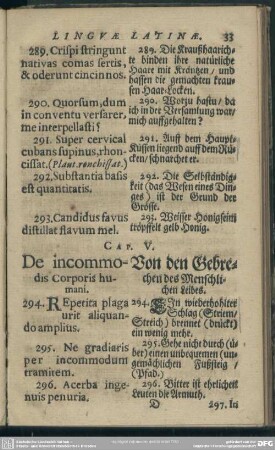 LINGVÆ LATINÆ. 33
289. Crispi stringunt
nativas comas sertis,
& oderunt cincinnos.
290. Quorsum, dum
in conventu versarer,
me interpellasti?
291. Super cervical
cubans supinus, rhon-
cissat. (Plaut. ronchissat.)
292. Substantia basis
est quantitatis.
293. Candidus favus
distillat flavum mel.
289. Die Kraußhaarich-
te binden ihre natürliche
Haare mit Kräntzen / und
hassen die gemachten krau-
sen Haar-Locken.
290. Worzu hastu / da
ich in der Versamlung war /
mich auffgehalten?
291. Auff dem Haupt-
Küssen liegend auff dem Rü-
cken / schnarchet er.
292. Die Selbständig-
keit (das Wesen eines Din-
ges) ist der Grund der
Grösse.
293. Weisser Honigseim
tröpffelt gelb Honig.
CAP. V.
De incommo-
dis Corporis hu-
mani.
294. Reperita plaga
urit aliquan-
do amplius.
295. Ne gradiaris
per incommodum
tramitem.
296. Acerba inge-
nuis penuria.
Von den Gebre-
chen des Menschli-
chen Leibes.
294. Ein wiederholter
Schlag (Striem /
Streich) brennet (drückt)
ein wenig mehr.
295. Gehe nicht durch (ü-
ber) einen unbequemen (un-
gemächlichen Fußsteig /
(Pfad.)
296. Bitter ist ehrlichen
Leuten die Armuth.
D 297. In